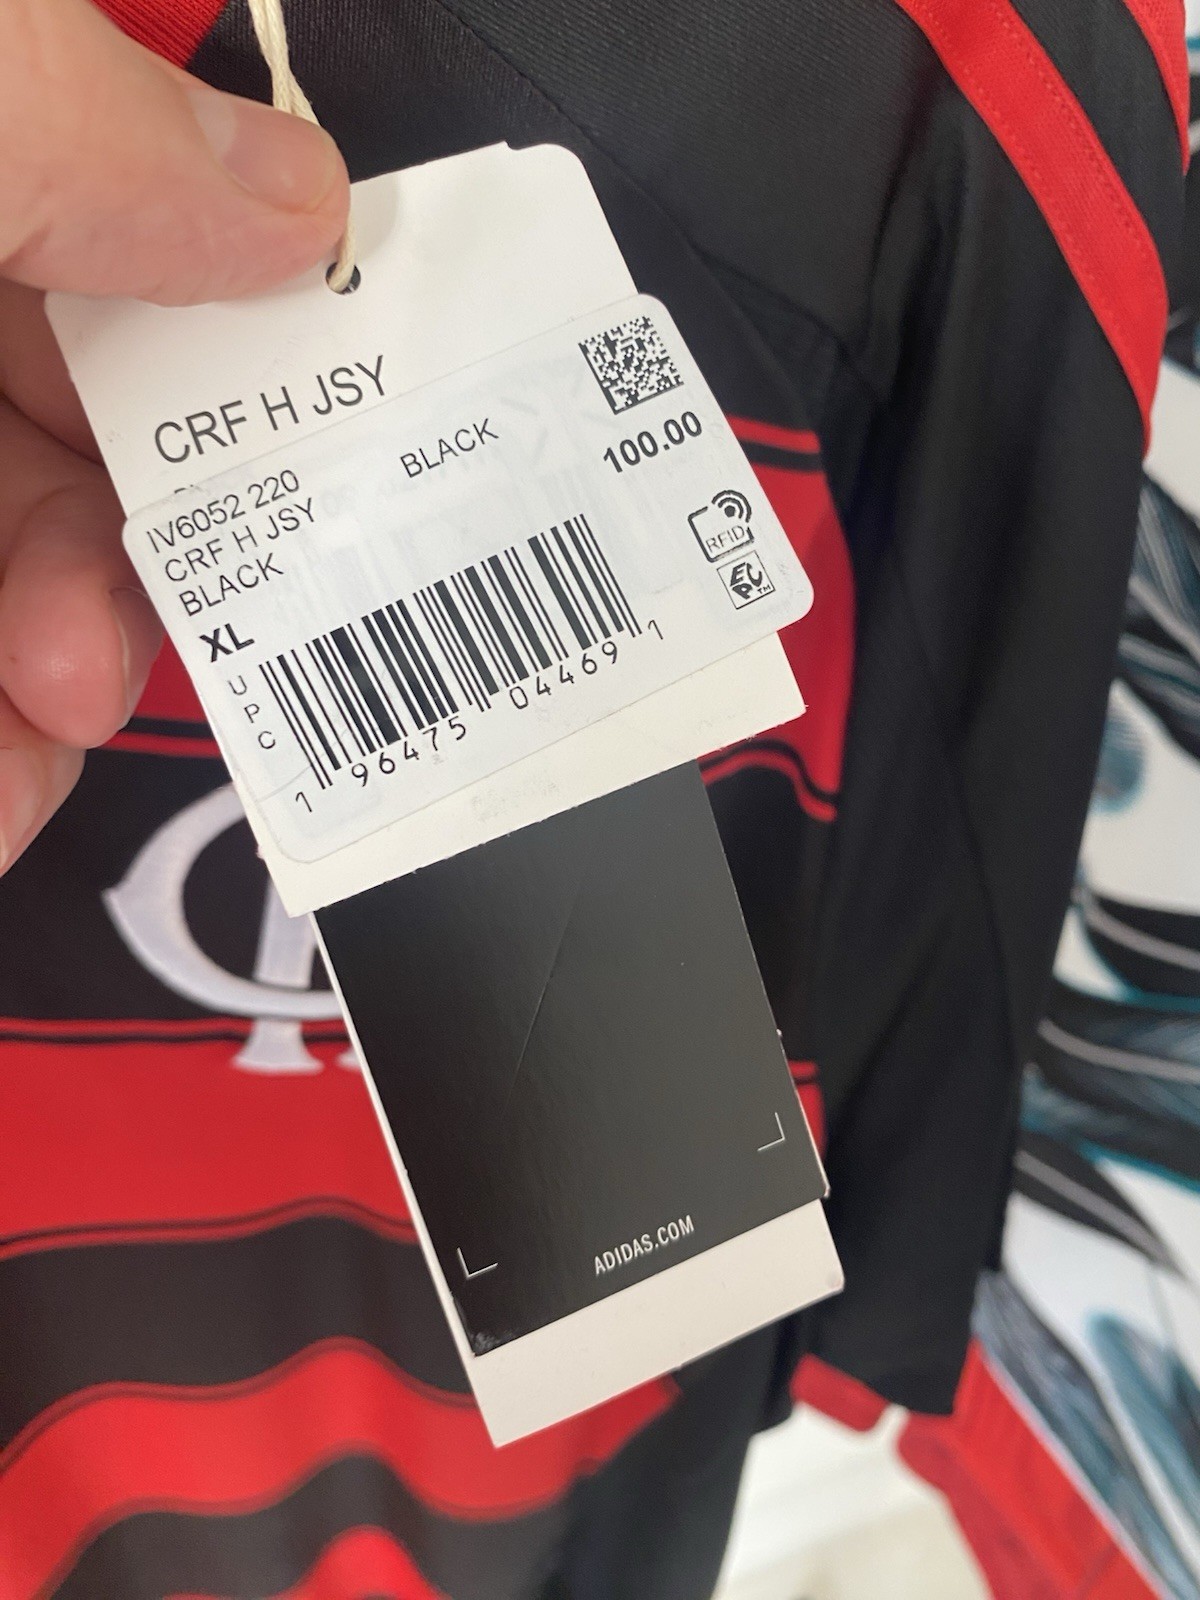 CRF H JSY
BLACK
100.00
IV6052 220
CRF H JSY
BLACK
XL
RFID
EPC™
UPC
1 96475 04469 1
ADIDAS.COM